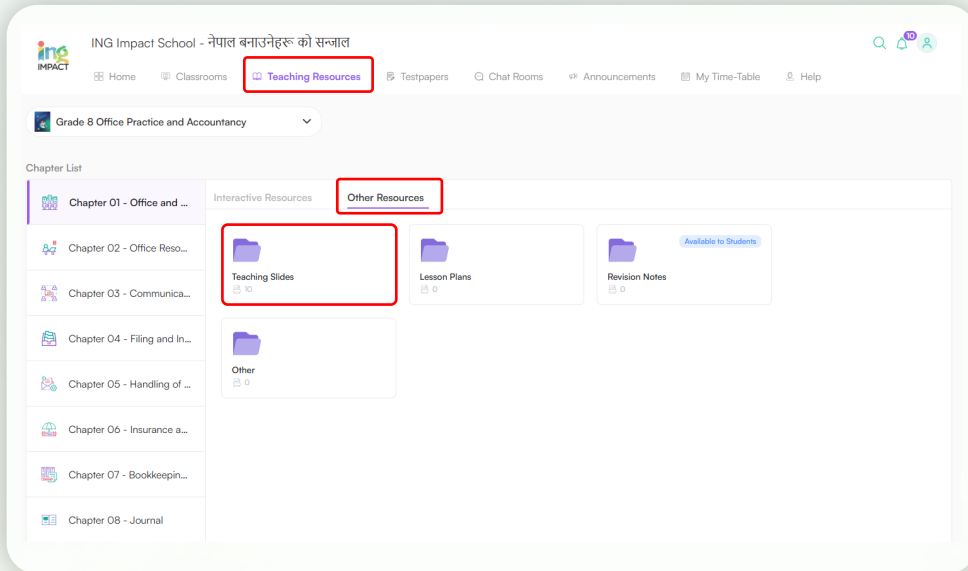 ing
IMPACT
ING Impact School - नेपाल बनाउनेहरू को सन्जाल
10
Home Classrooms Teaching Resources Testpapers Chat Rooms Announcements My Time-Table Help
Grade 8 Office Practice and Accountancy
Chapter List
Chapter 01 - Office and ...
Chapter 02 - Office Reso...
Chapter 03 - Communica...
Chapter 04 - Filing and In...
Chapter 05 - Handling of ...
Chapter 06 - Insurance a...
Chapter 07 - Bookkeepin...
Chapter 08 - Journal
Interactive Resources Other Resources
Teaching Slides
10
Lesson Plans
0
Available to Students
Revision Notes
0
Other
0